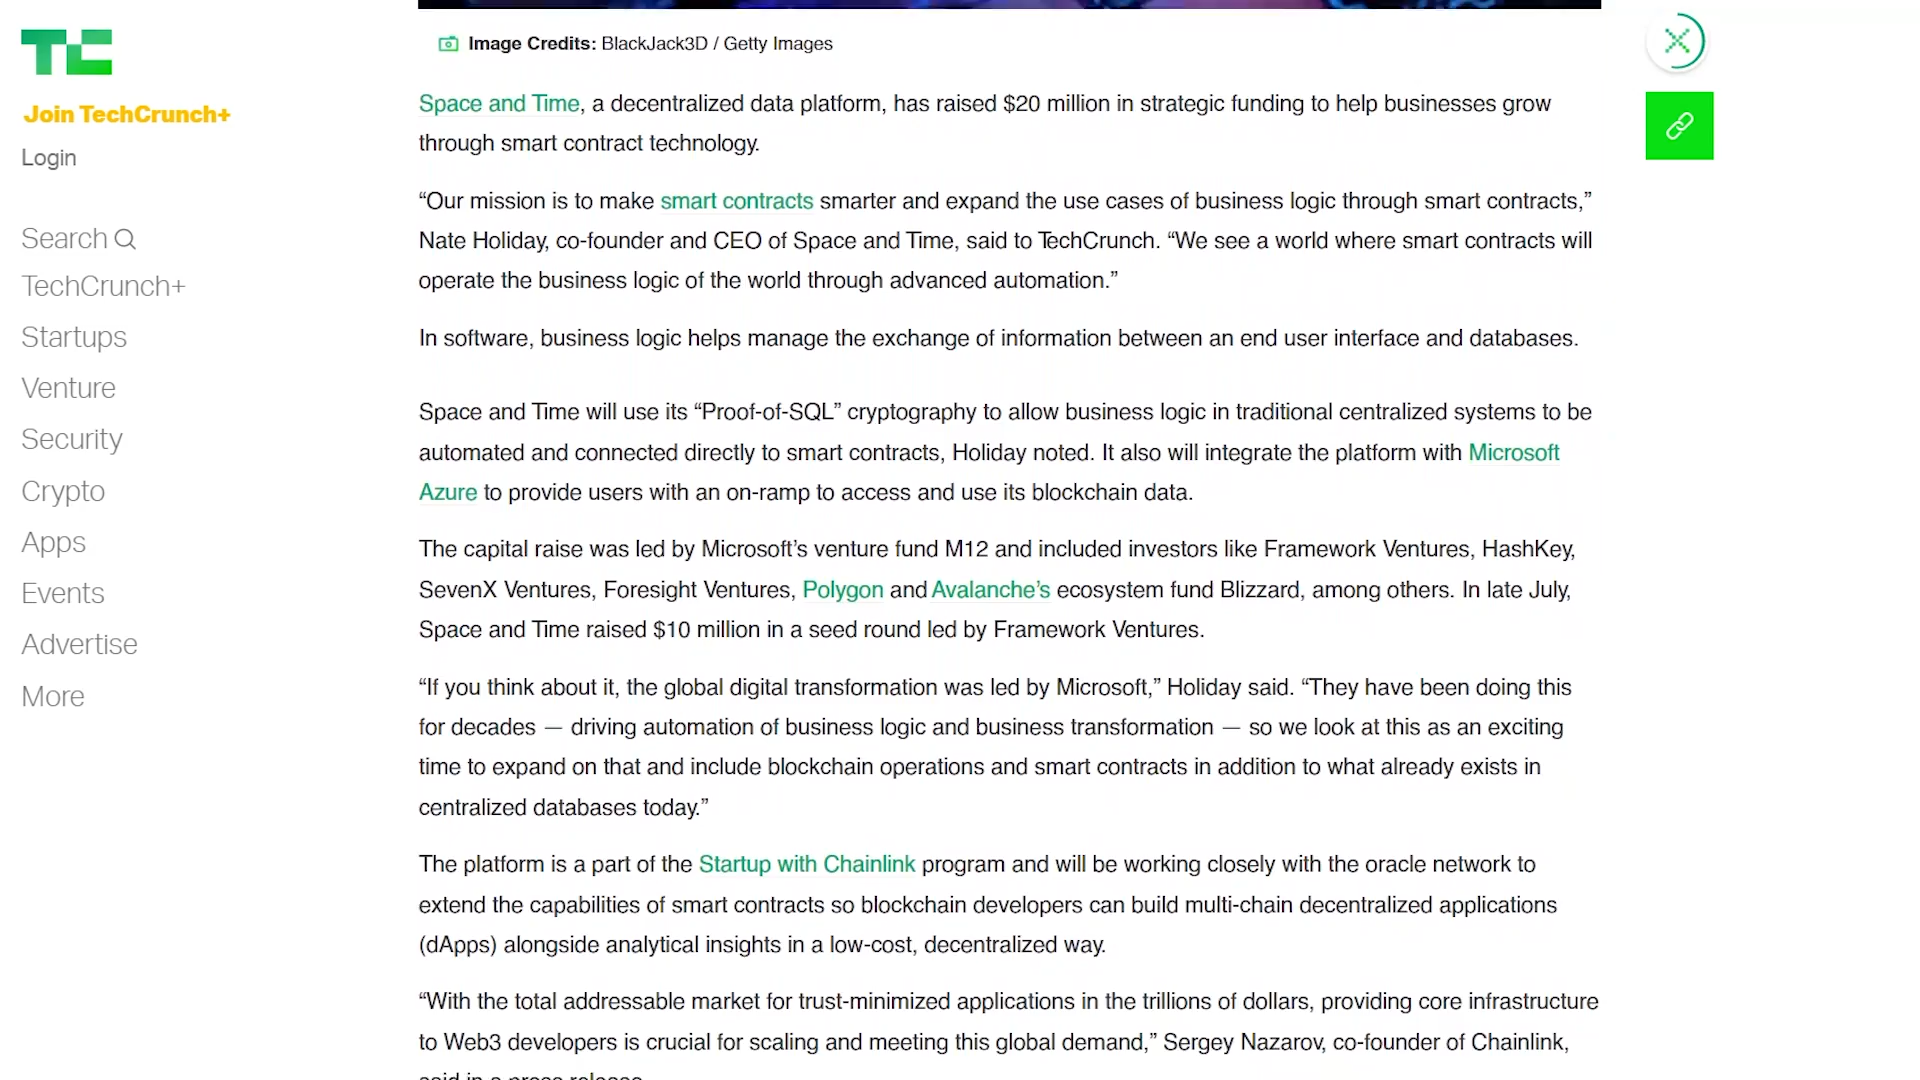 TC
Join TechCrunch+
Login
Search
TechCrunch+
Startups
Venture
Security
Crypto
Apps
Events
Advertise
More
Image Credits: BlackJack3D / Getty Images
Space and Time, a decentralized data platform, has raised $20 million in strategic funding to help businesses grow
through smart contract technology.
“Our mission is to make smart contracts smarter and expand the use cases of business logic through smart contracts,”
Nate Holiday, co-founder and CEO of Space and Time, said to TechCrunch. “We see a world where smart contracts will
operate the business logic of the world through advanced automation.”
In software, business logic helps manage the exchange of information between an end user interface and databases.
Space and Time will use its “Proof-of-SQL” cryptography to allow business logic in traditional centralized systems to be
automated and connected directly to smart contracts, Holiday noted. It also will integrate the platform with Microsoft
Azure to provide users with an on-ramp to access and use its blockchain data.
The capital raise was led by Microsoft’s venture fund M12 and included investors like Framework Ventures, HashKey,
SevenX Ventures, Foresight Ventures, Polygon and Avalanche’s ecosystem fund Blizzard, among others. In late July,
Space and Time raised $10 million in a seed round led by Framework Ventures.
“If you think about it, the global digital transformation was led by Microsoft,” Holiday said. “They have been doing this
for decades — driving automation of business logic and business transformation — so we look at this as an exciting
time to expand on that and include blockchain operations and smart contracts in addition to what already exists in
centralized databases today.”
The platform is a part of the Startup with Chainlink program and will be working closely with the oracle network to
extend the capabilities of smart contracts so blockchain developers can build multi-chain decentralized applications
(dApps) alongside analytical insights in a low-cost, decentralized way.
“With the total addressable market for trust-minimized applications in the trillions of dollars, providing core infrastructure
to Web3 developers is crucial for scaling and meeting this global demand,” Sergey Nazarov, co-founder of Chainlink,
said in a press release